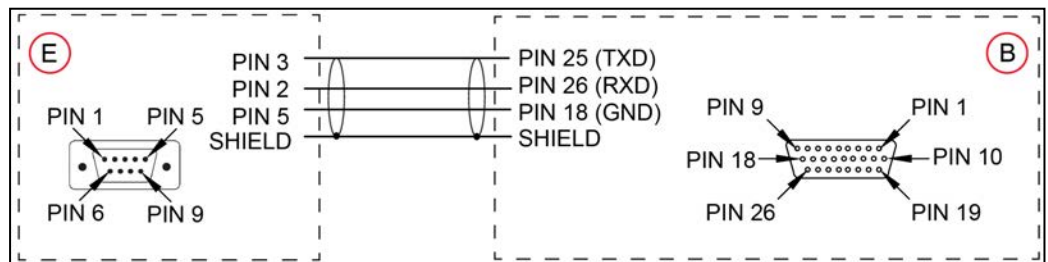 E
PIN 3
PIN 2
PIN 5
SHIELD
PIN 1
PIN 5
PIN 6
PIN 9
PIN 25 (TXD)
PIN 26 (RXD)
PIN 18 (GND)
SHIELD
B
PIN 9
PIN 1
PIN 18
PIN 10
PIN 26
PIN 19